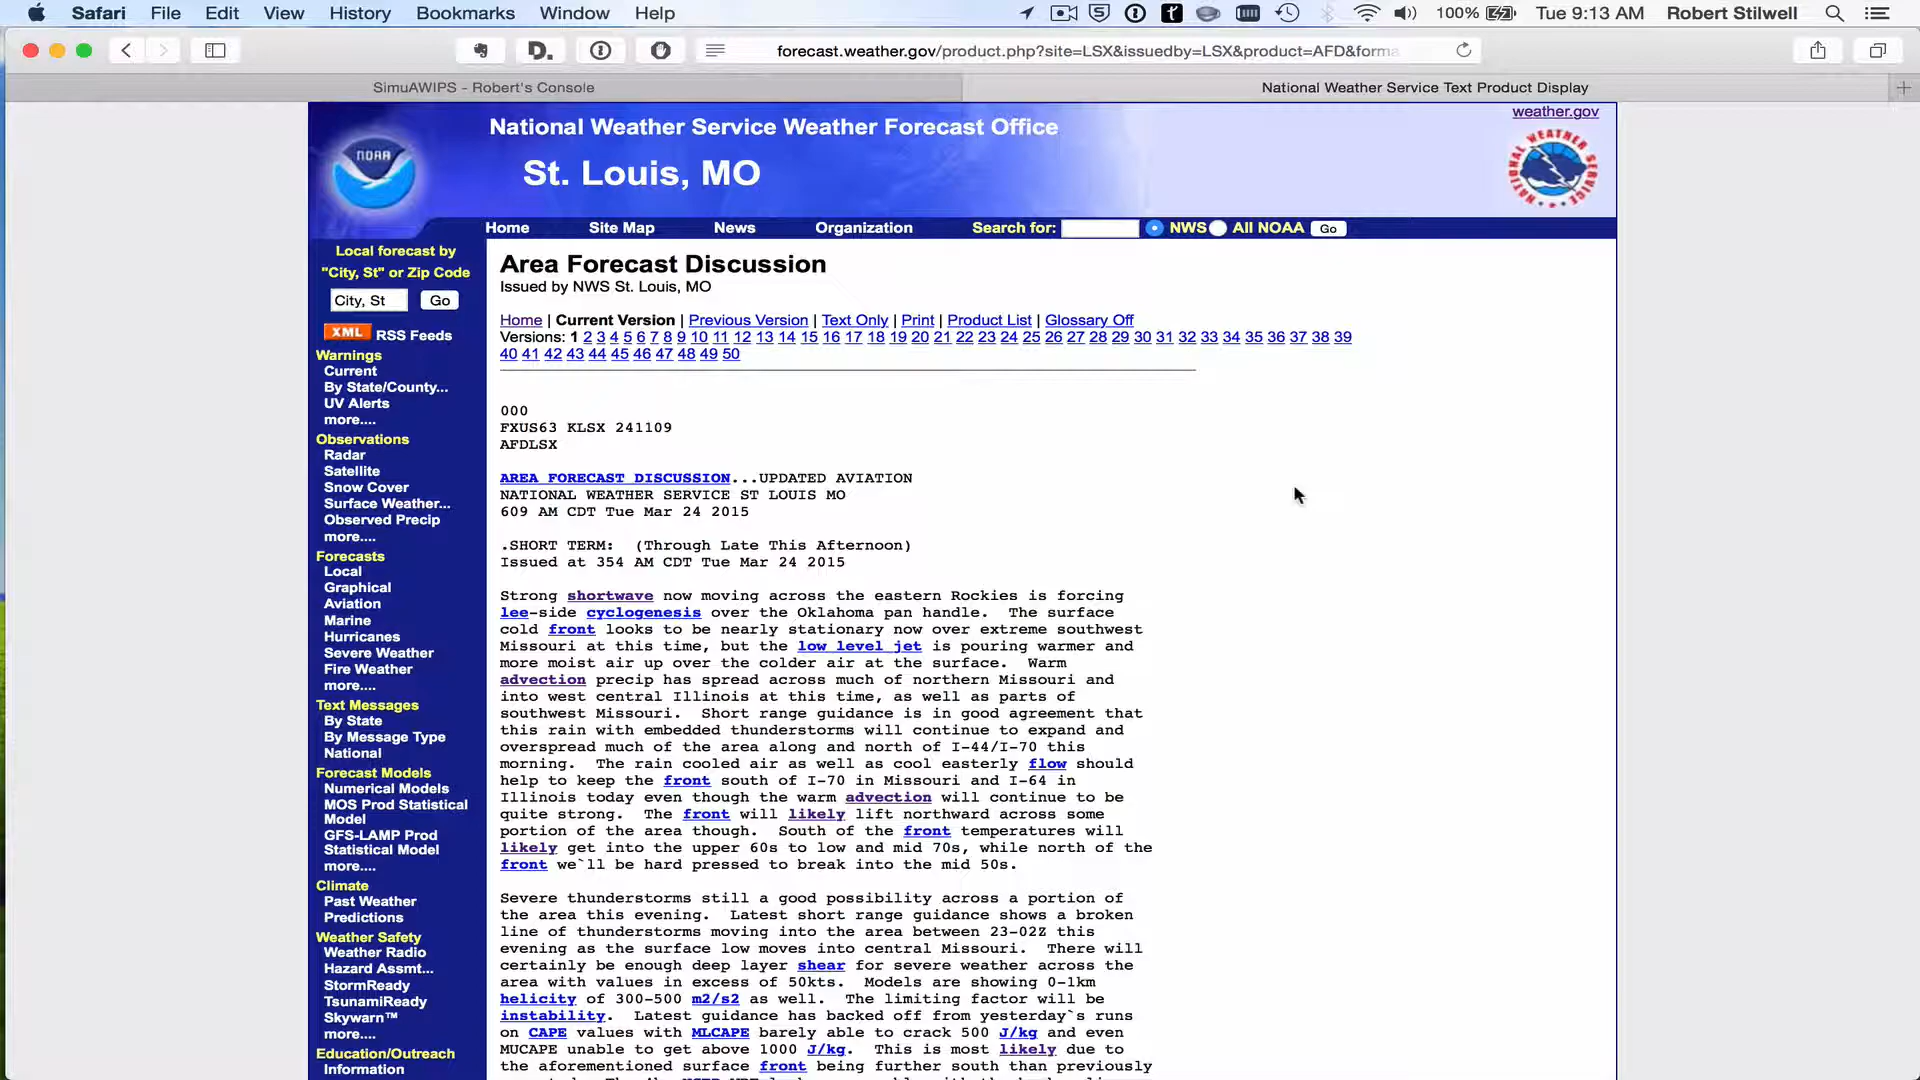 Safari File Edit View History Bookmarks Window Help 100% Tue 9:13 AM Robert Stilwell
forecast.weather.gov/product.php?site=LSX&issuedby=LSX&product=AFD&forma
SimuAWIPS - Robert's Console National Weather Service Text Product Display
weather.gov
National Weather Service Weather Forecast Office
St. Louis, MO
NOAA
NATIONAL WEATHER SERVICE
Home Site Map News Organization Search for: NWS All NOAA Go
Local forecast by
"City, St" or Zip Code
City, St Go
XML RSS Feeds
Warnings
Current
By State/County...
UV Alerts
more....
Observations
Radar
Satellite
Snow Cover
Surface Weather...
Observed Precip
more....
Forecasts
Local
Graphical
Aviation
Marine
Hurricanes
Severe Weather
Fire Weather
more....
Text Messages
By State
By Message Type
National
Forecast Models
Numerical Models
MOS Prod Statistical
Model
GFS-LAMP Prod
Statistical Model
more....
Climate
Past Weather
Predictions
Weather Safety
Weather Radio
Hazard Assmt...
StormReady
TsunamiReady
Skywarn™
more....
Education/Outreach
Information
Area Forecast Discussion
Issued by NWS St. Louis, MO
Home | Current Version | Previous Version | Text Only | Print | Product List | Glossary Off
Versions: 1 2 3 4 5 6 7 8 9 10 11 12 13 14 15 16 17 18 19 20 21 22 23 24 25 26 27 28 29 30 31 32 33 34 35 36 37 38 39
40 41 42 43 44 45 46 47 48 49 50
000
FXUS63 KLSX 241109
AFDLSX
AREA FORECAST DISCUSSION...UPDATED AVIATION
NATIONAL WEATHER SERVICE ST LOUIS MO
609 AM CDT Tue Mar 24 2015
.SHORT TERM: (Through Late This Afternoon)
Issued at 354 AM CDT Tue Mar 24 2015
Strong shortwave now moving across the eastern Rockies is forcing
lee-side cyclogenesis over the Oklahoma pan handle. The surface
cold front looks to be nearly stationary now over extreme southwest
Missouri at this time, but the low level jet is pouring warmer and
more moist air up over the colder air at the surface. Warm
advection precip has spread across much of northern Missouri and
into west central Illinois at this time, as well as parts of
southwest Missouri. Short range guidance is in good agreement that
this rain with embedded thunderstorms will continue to expand and
overspread much of the area along and north of I-44/I-70 this
morning. The rain cooled air as well as cool easterly flow should
help to keep the front south of I-70 in Missouri and I-64 in
Illinois today even though the warm advection will continue to be
quite strong. The front will likely lift northward across some
portion of the area though. South of the front temperatures will
likely get into the upper 60s to low and mid 70s, while north of the
front we`ll be hard pressed to break into the mid 50s.
Severe thunderstorms still a good possibility across a portion of
the area this evening. Latest short range guidance shows a broken
line of thunderstorms moving into the area between 23-02Z this
evening as the surface low moves into central Missouri. There will
certainly be enough deep layer shear for severe weather across the
area with values in excess of 50kts. Models are showing 0-1km
helicity of 300-500 m2/s2 as well. The limiting factor will be
instability. Latest guidance has backed off from yesterday`s runs
on CAPE values with MLCAPE barely able to crack 500 J/kg and even
MUCAPE unable to get above 1000 J/kg. This is most likely due to
the aforementioned surface front being further south than previously